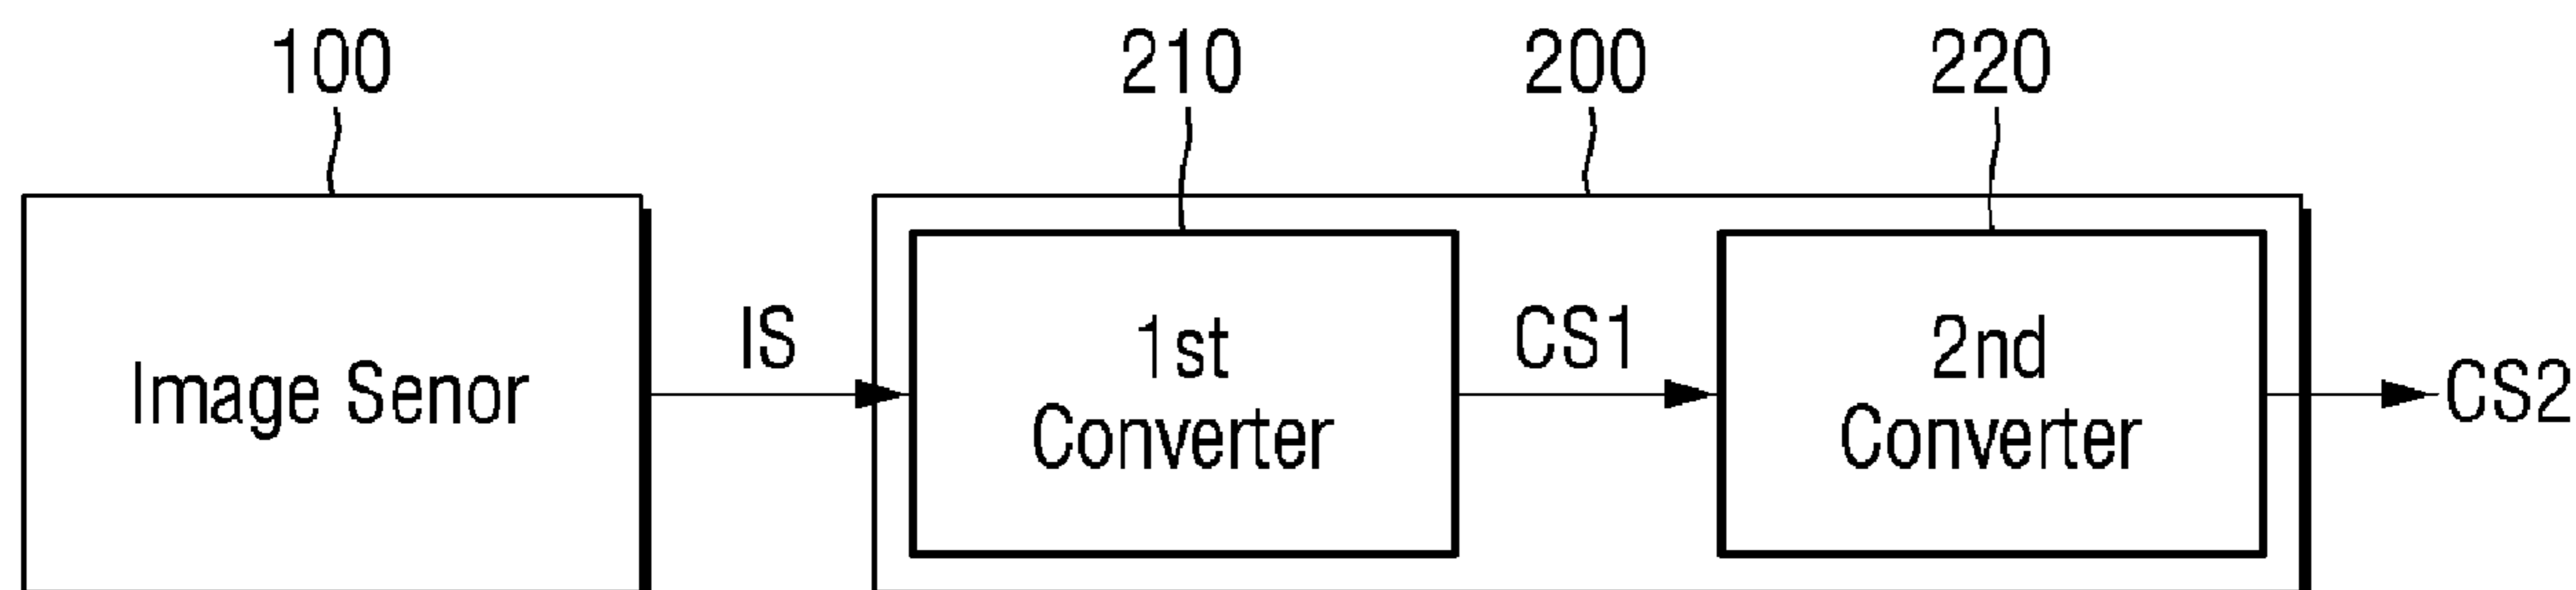 100
210
200
220
Image Senor
IS
1st
Converter
CS1
2nd
Converter
CS2